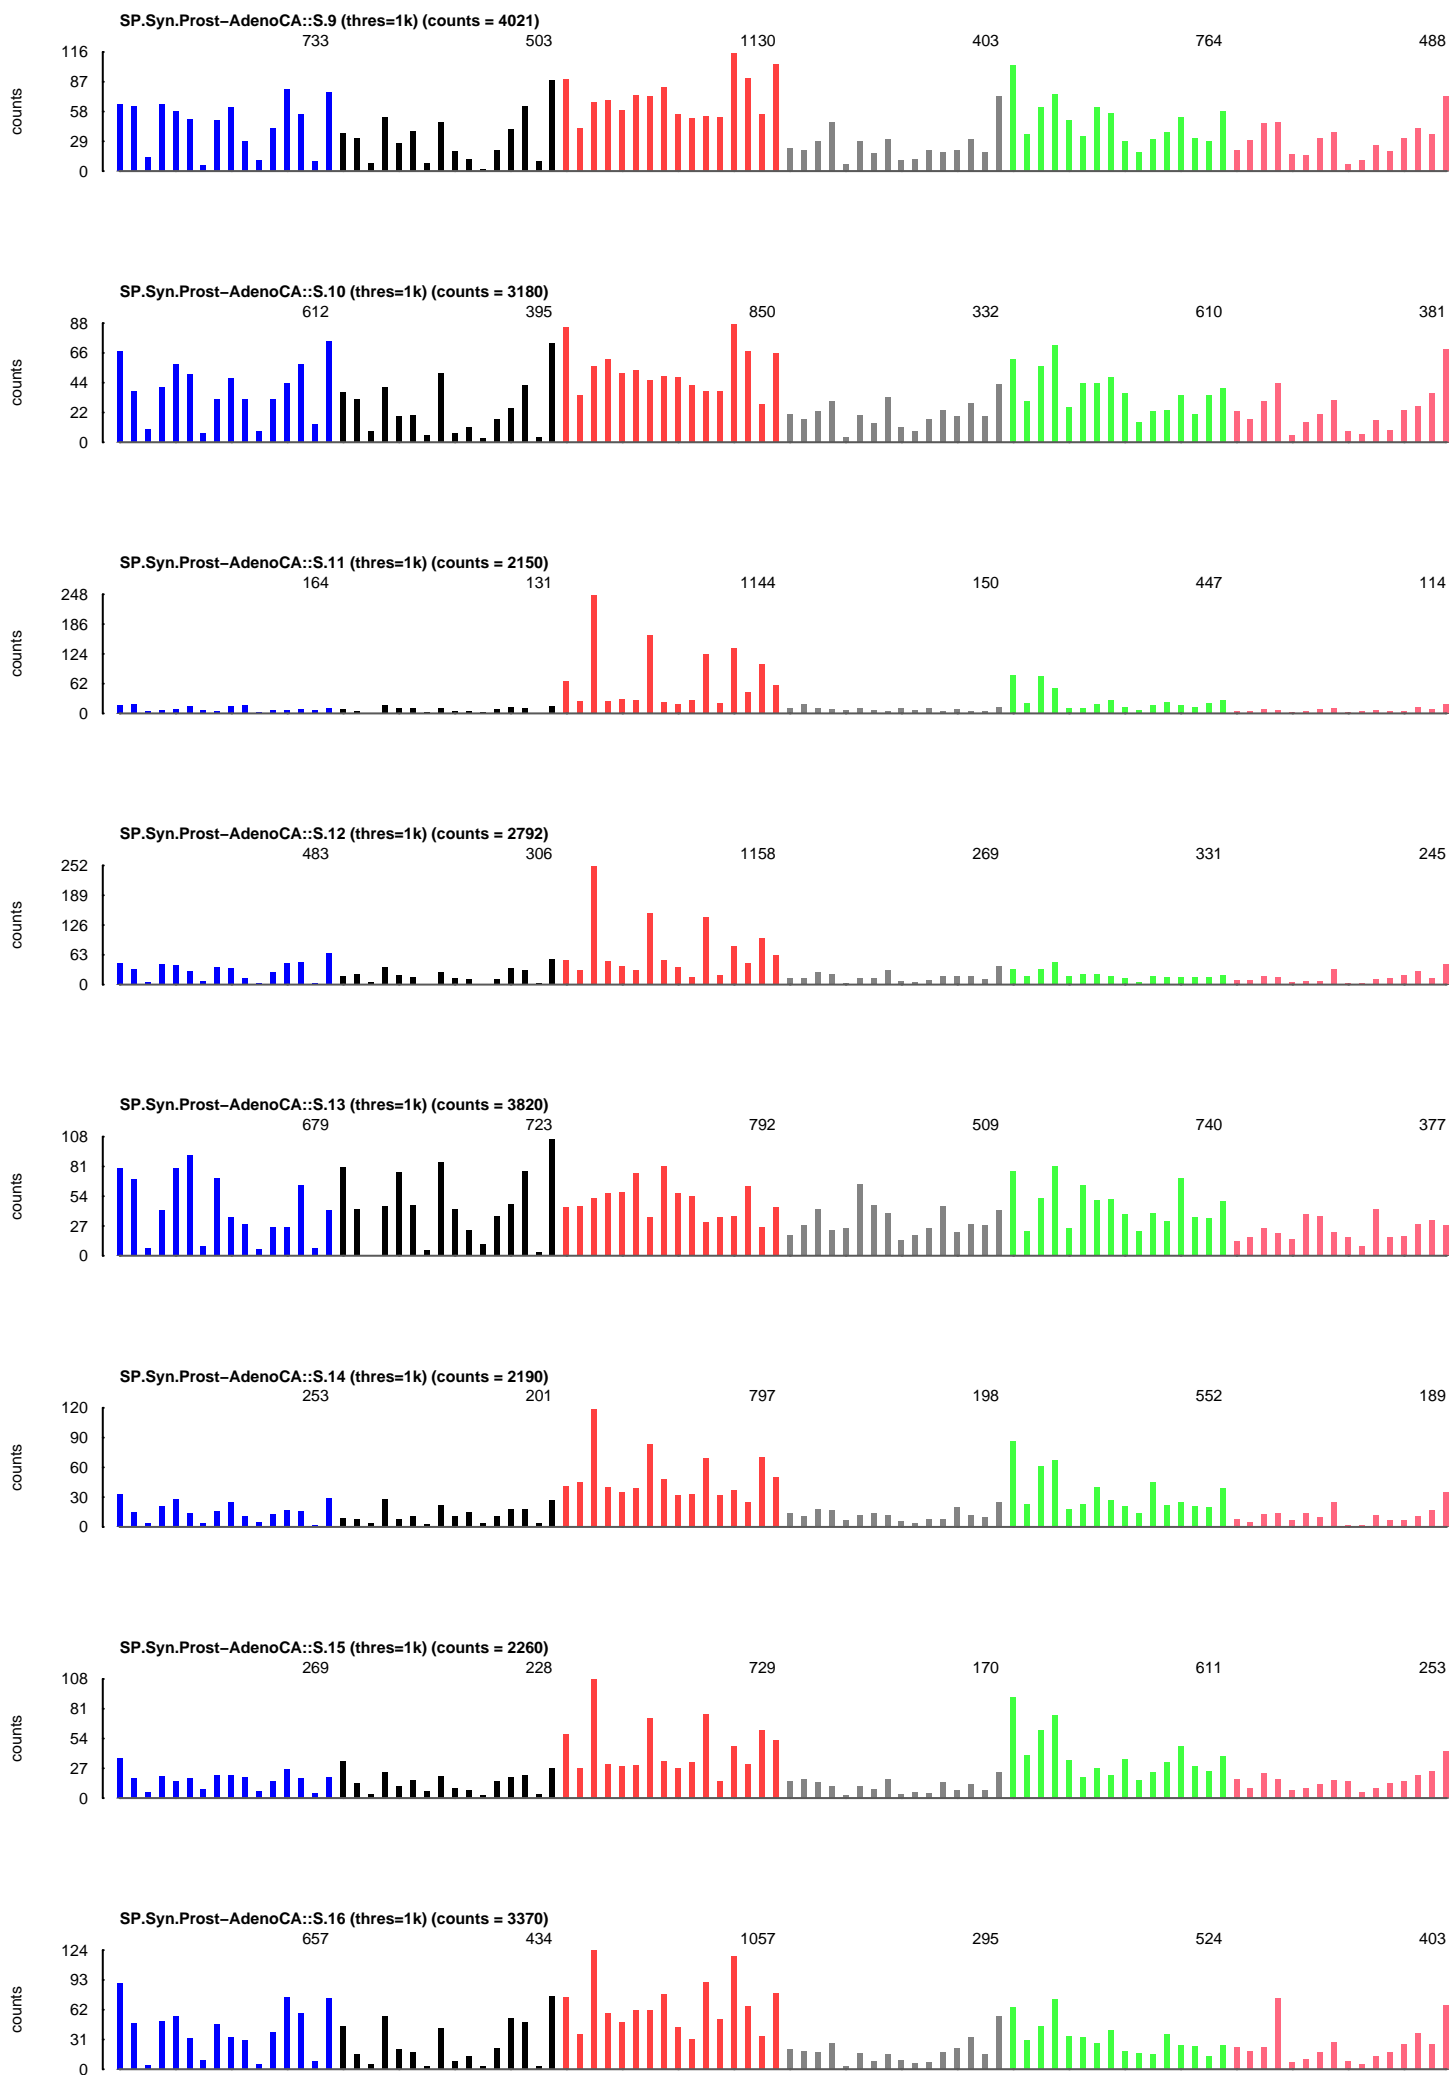 SP.Syn.Prost−AdenoCA::S.9 (thres=1k) (counts = 4021)
733 503 1130 403 764 488
116
87
58
29
0
counts
SP.Syn.Prost−AdenoCA::S.10 (thres=1k) (counts = 3180)
612 395 850 332 610 381
88
66
44
22
0
counts
SP.Syn.Prost−AdenoCA::S.11 (thres=1k) (counts = 2150)
164 131 1144 150 447 114
248
186
124
62
0
counts
SP.Syn.Prost−AdenoCA::S.12 (thres=1k) (counts = 2792)
483 306 1158 269 331 245
252
189
126
63
0
counts
SP.Syn.Prost−AdenoCA::S.13 (thres=1k) (counts = 3820)
679 723 792 509 740 377
108
81
54
27
0
counts
SP.Syn.Prost−AdenoCA::S.14 (thres=1k) (counts = 2190)
253 201 797 198 552 189
120
90
60
30
0
counts
SP.Syn.Prost−AdenoCA::S.15 (thres=1k) (counts = 2260)
269 228 729 170 611 253
108
81
54
27
0
counts
SP.Syn.Prost−AdenoCA::S.16 (thres=1k) (counts = 3370)
657 434 1057 295 524 403
124
93
62
31
0
counts